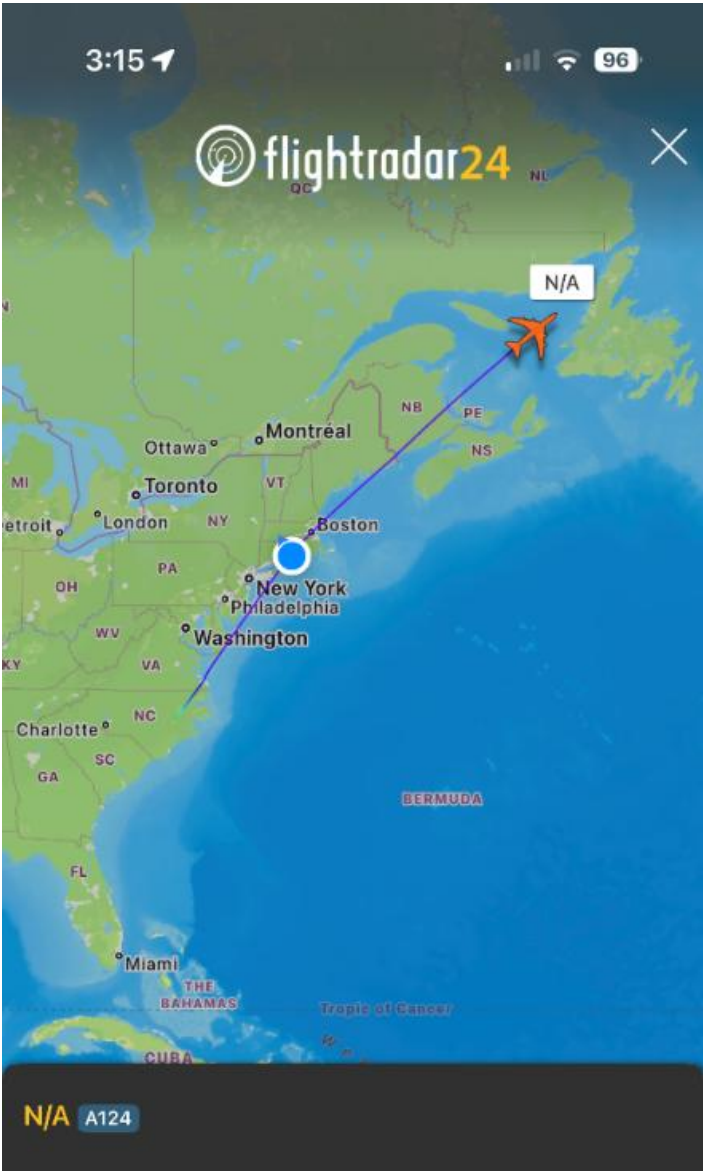 3:15
96
flightradar24
QC
NL
N/A
NB
PE
Montréal
Ottawa
NS
MI
Toronto
VT
London
NY
Boston
etroit
PA
OH
New York
Philadelphia
WV
Washington
KY
VA
NC
Charlotte
SC
GA
BERMUDA
FL
Miami
THE
BAHAMAS
Tropic of Cancer
CUBA
N/A A124